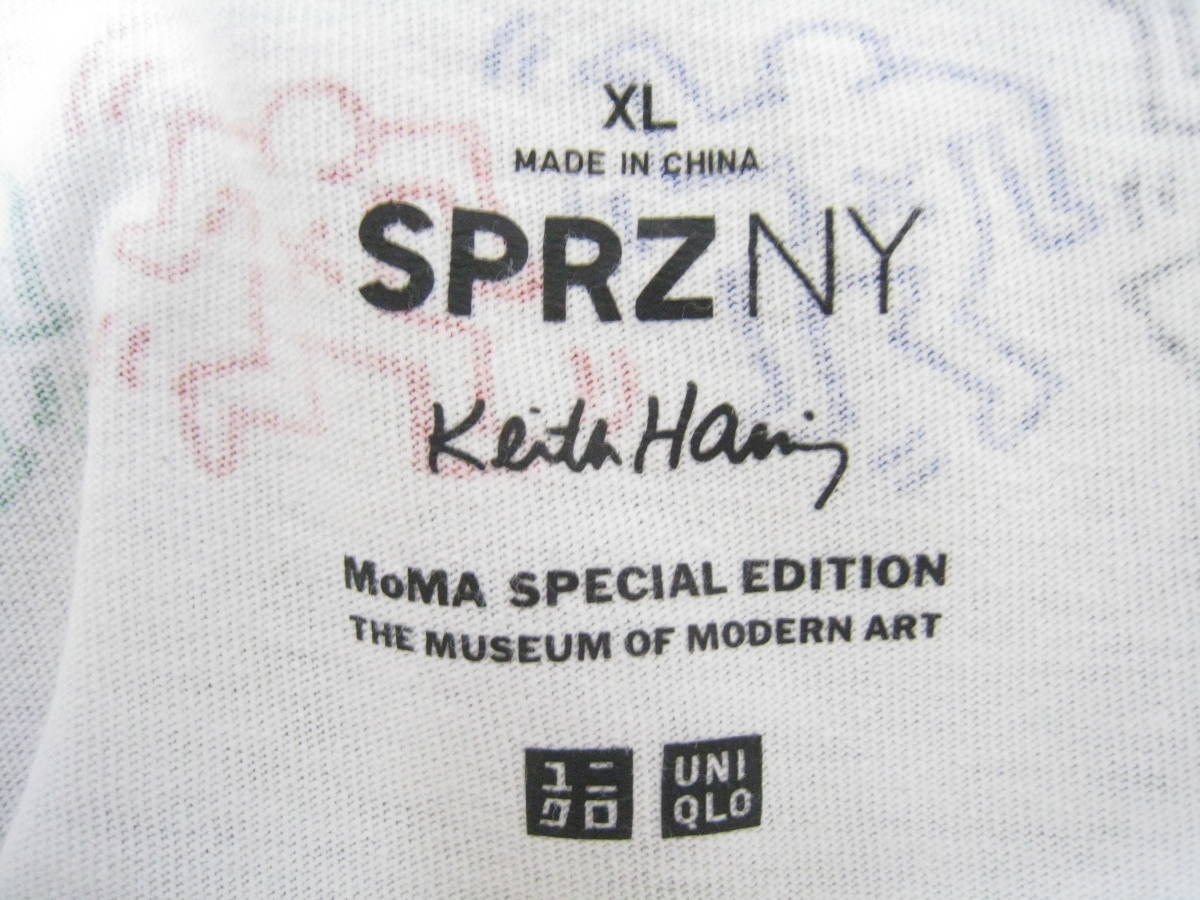 XL
MADE IN CHINA
SPRZ NY
Keith Haring
MoMA SPECIAL EDITION
THE MUSEUM OF MODERN ART
ユニ
クロ
UNI
QLO